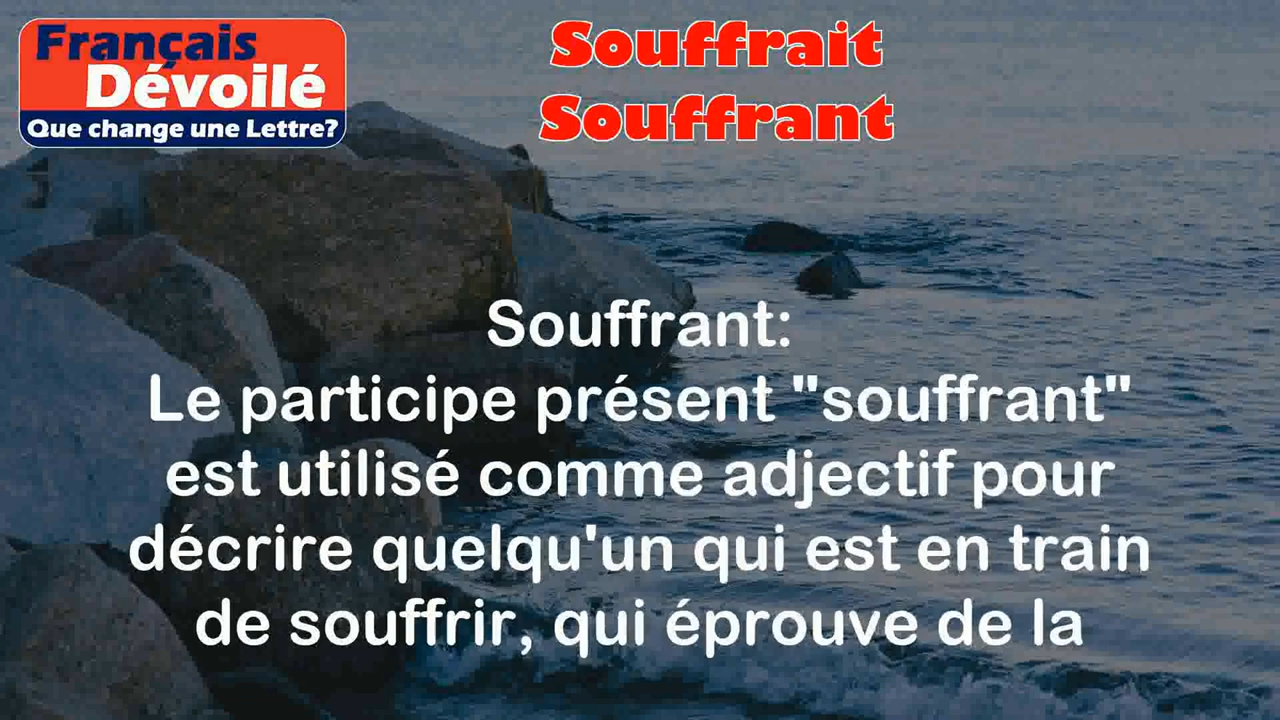 Français
Dévoilé
Que change une Lettre?
Souffrait
Souffrant
Souffrant:
Le participe présent "souffrant"
est utilisé comme adjectif pour
décrire quelqu'un qui est en train
de souffrir, qui éprouve de la